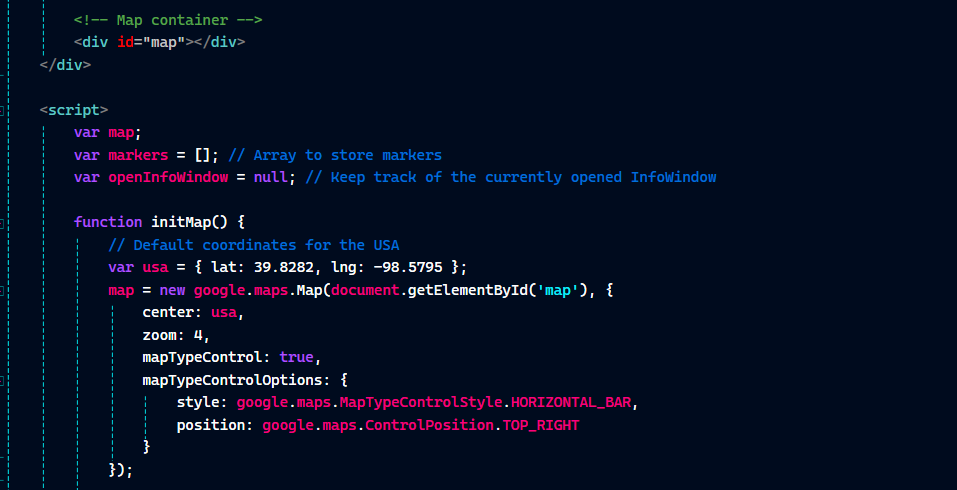 <!-- Map container -->
<div id="map"></div>
</div>
<script>
var map;
var markers = []; // Array to store markers
var openInfoWindow = null; // Keep track of the currently opened InfoWindow
function initMap() {
// Default coordinates for the USA
var usa = { lat: 39.8282, lng: -98.5795 };
map = new google.maps.Map(document.getElementById('map'), {
center: usa,
zoom: 4,
mapTypeControl: true,
mapTypeControlOptions: {
style: google.maps.MapTypeControlStyle.HORIZONTAL_BAR,
position: google.maps.ControlPosition.TOP_RIGHT
}
});